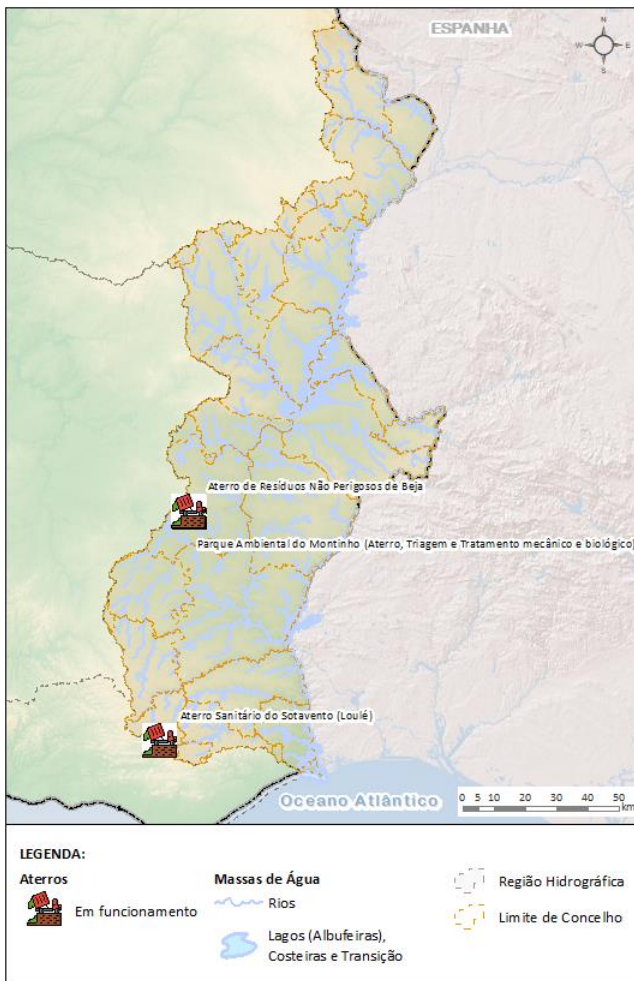 ESPANHA
N
W E
S
Aterro de Resíduos Não Perigosos de Beja
Parque Ambiental do Montinho (Aterro, Triagem e Tratamento mecânico e biológico)
Aterro Sanitário do Sotavento (Loulé)
Oceano Atlântico
0 5 10 20 30 40 50
km
LEGENDA:
Aterros
Em funcionamento
Massas de Água
Rios
Lagos (Albufeiras),
Costeiras e Transição
Região Hidrográfica
Limite de Concelho